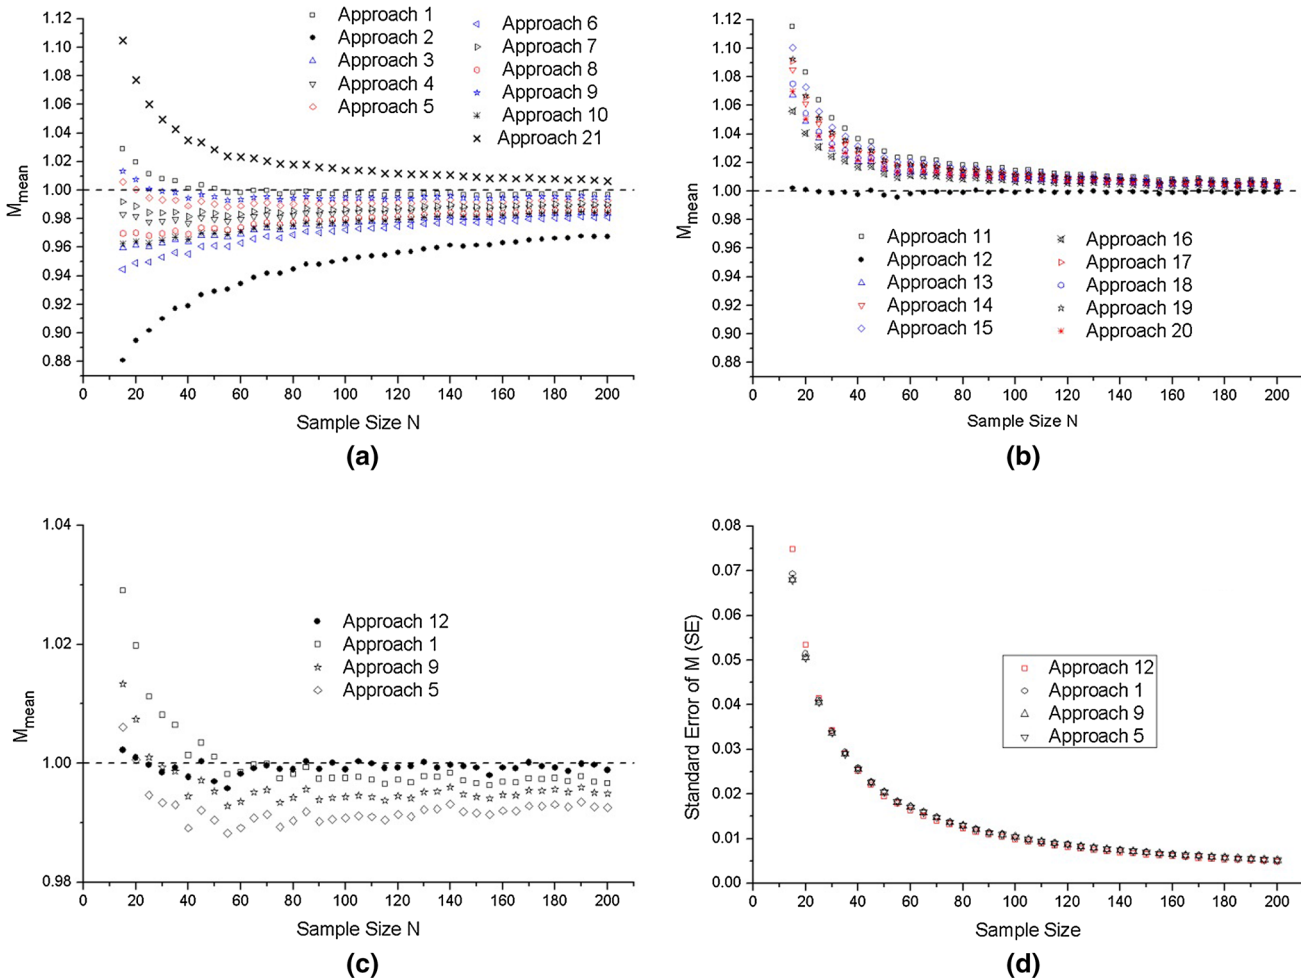 1.12
1.10
1.08
1.06
1.04
1.02
1.00
0.98
0.96
0.94
0.92
0.90
0.88
M_mean
Approach 1
Approach 2
Approach 3
Approach 4
Approach 5
Approach 6
Approach 7
Approach 8
Approach 9
Approach 10
Approach 21
0 20 40 60 80 100 120 140 160 180 200
Sample Size N
(a)
1.12
1.10
1.08
1.06
1.04
1.02
1.00
0.98
0.96
0.94
0.92
0.90
0.88
M_mean
Approach 11
Approach 12
Approach 13
Approach 14
Approach 15
Approach 16
Approach 17
Approach 18
Approach 19
Approach 20
0 20 40 60 80 100 120 140 160 180 200
Sample Size N
(b)
1.04
1.02
1.00
0.98
M_mean
Approach 12
Approach 1
Approach 9
Approach 5
0 20 40 60 80 100 120 140 160 180 200
Sample Size N
(c)
0.08
0.07
0.06
0.05
0.04
0.03
0.02
0.01
0.00
Standard Error of M (SE)
Approach 12
Approach 1
Approach 9
Approach 5
0 20 40 60 80 100 120 140 160 180 200
Sample Size
(d)